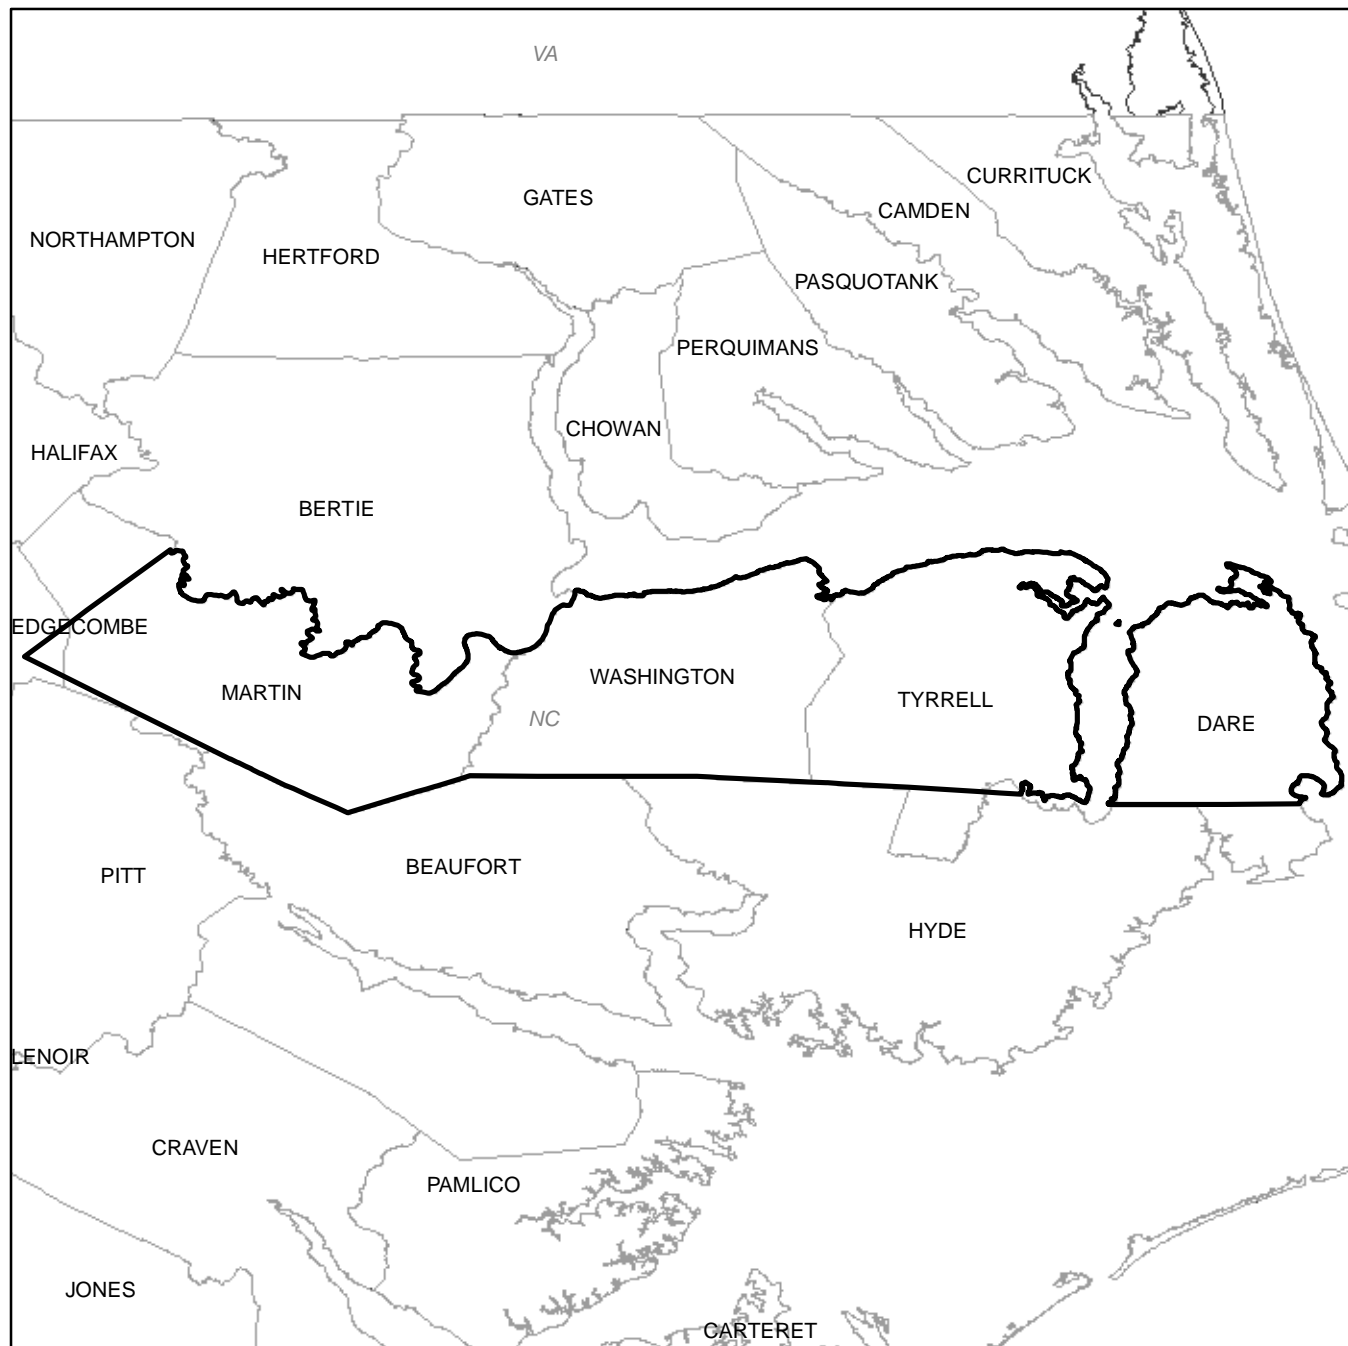 VA
CURRITUCK
GATES
CAMDEN
NORTHAMPTON
HERTFORD
PASQUOTANK
PERQUIMANS
CHOWAN
HALIFAX
BERTIE
EDGECOMBE
WASHINGTON
MARTIN
TYRRELL
NC
DARE
BEAUFORT
PITT
HYDE
LENOIR
CRAVEN
PAMLICO
JONES
CARTERET